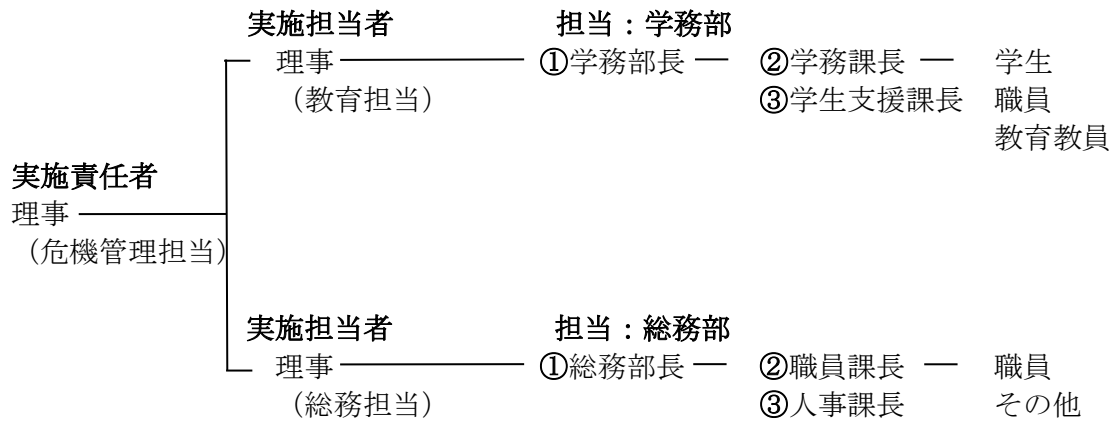 実施担当者 担当：学務部
理事 ①学務部長 ②学務課長 学生
（教育担当） ③学生支援課長 職員
教育教員
実施責任者
理事
（危機管理担当）
実施担当者 担当：総務部
理事 ①総務部長 ②職員課長 職員
（総務担当） ③人事課長 その他